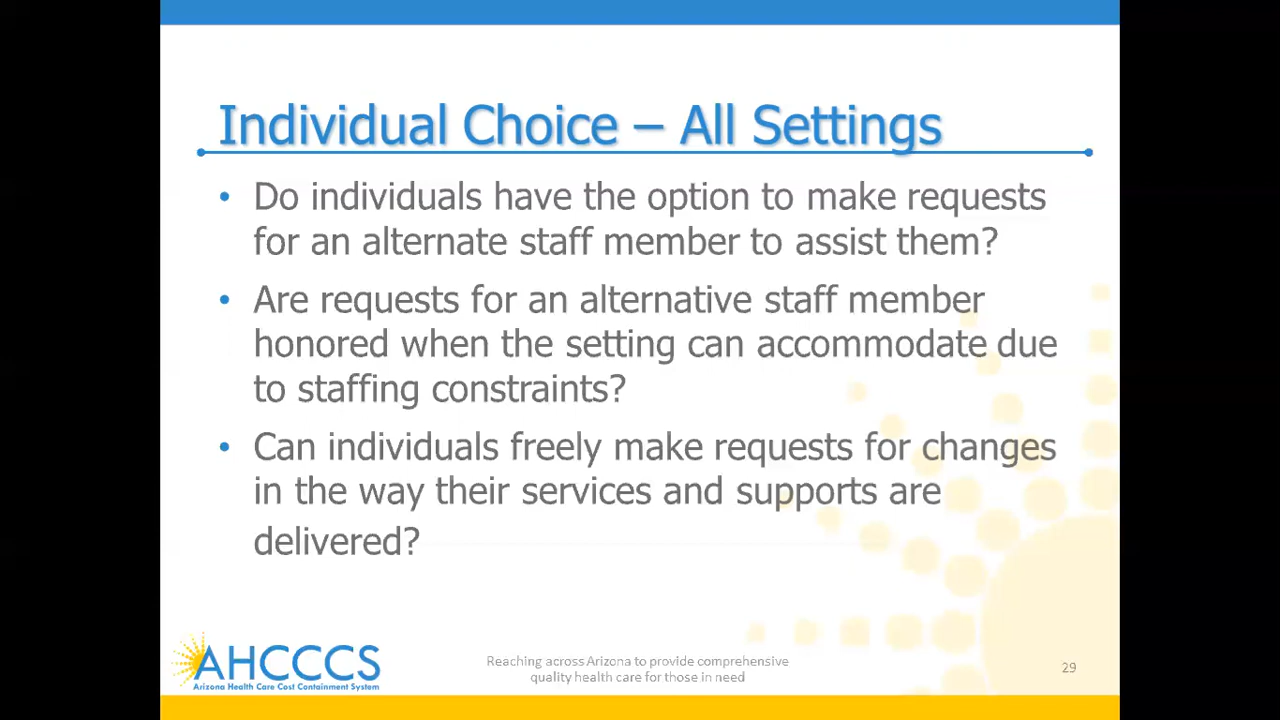 Individual Choice – All Settings
• Do individuals have the option to make requests
for an alternate staff member to assist them?
• Are requests for an alternative staff member
honored when the setting can accommodate due
to staffing constraints?
• Can individuals freely make requests for changes
in the way their services and supports are
delivered?
AHCCCS
Arizona Health Care Cost Containment System
Reaching across Arizona to provide comprehensive
quality health care for those in need
29